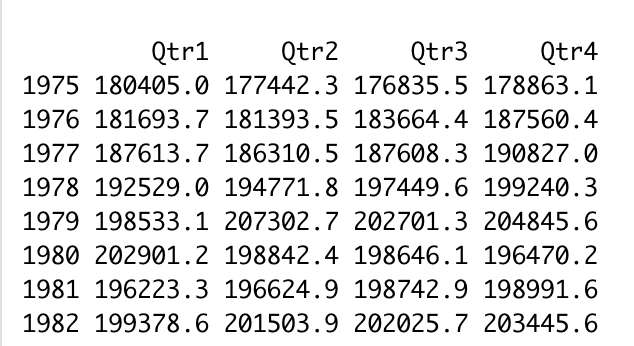 Qtr1 Qtr2 Qtr3 Qtr4
1975 180405.0 177442.3 176835.5 178863.1
1976 181693.7 181393.5 183664.4 187560.4
1977 187613.7 186310.5 187608.3 190827.0
1978 192529.0 194771.8 197449.6 199240.3
1979 198533.1 207302.7 202701.3 204845.6
1980 202901.2 198842.4 198646.1 196470.2
1981 196223.3 196624.9 198742.9 198991.6
1982 199378.6 201503.9 202025.7 203445.6